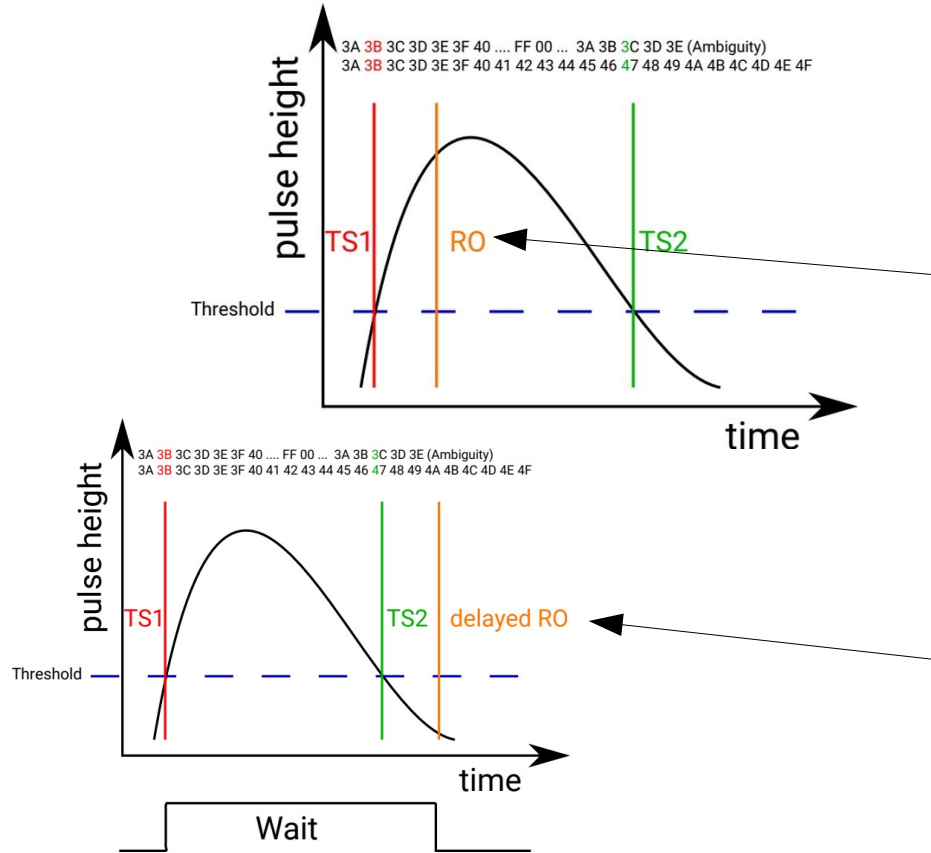 3A 3B 3C 3D 3E 3F 40 .... FF 00 ... 3A 3B 3C 3D 3E (Ambiguity)
3A 3B 3C 3D 3E 3F 40 41 42 43 44 45 46 47 48 49 4A 4B 4C 4D 4E 4F
pulse height
TS1
RO
TS2
Threshold
time
3A 3B 3C 3D 3E 3F 40 .... FF 00 ... 3A 3B 3C 3D 3E (Ambiguity)
3A 3B 3C 3D 3E 3F 40 41 42 43 44 45 46 47 48 49 4A 4B 4C 4D 4E 4F
pulse height
TS1
TS2
delayed RO
Threshold
time
Wait